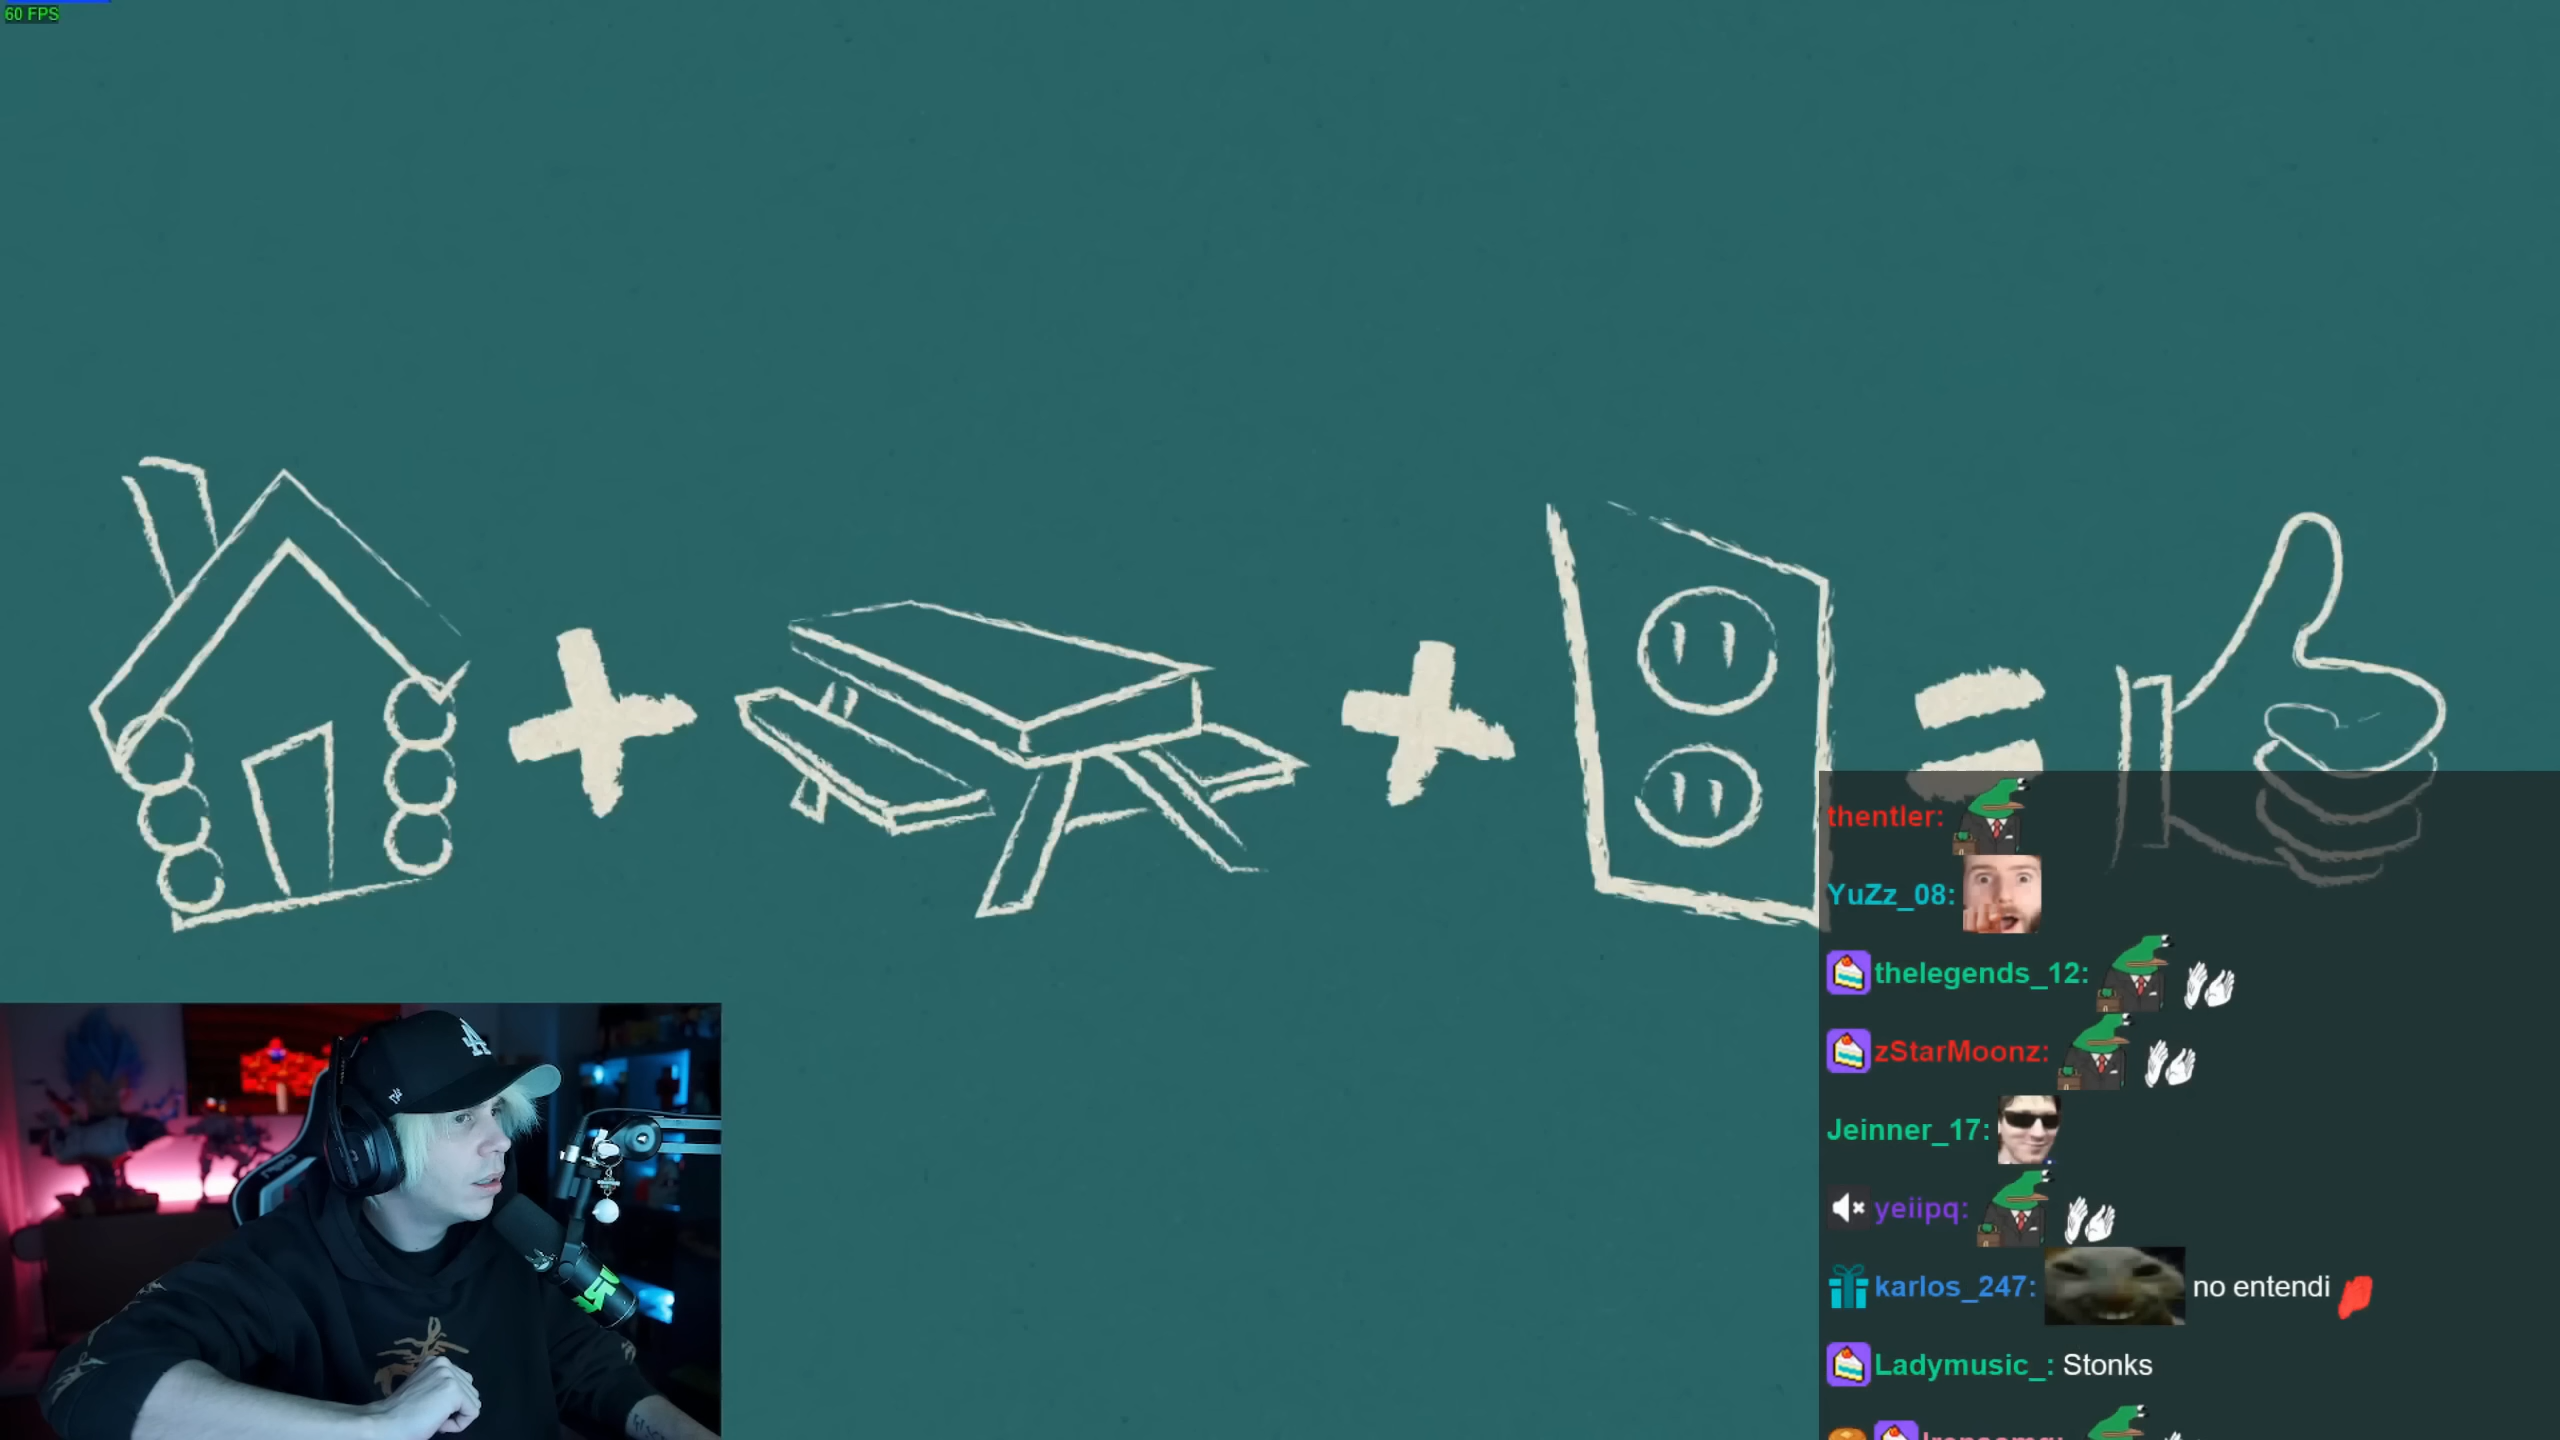 60 FPS
thentler:
YuZz_08:
thelegends_12:
zStarMoonz:
Jeinner_17:
yeiipq:
karlos_247: no entendi
Ladymusic_: Stonks